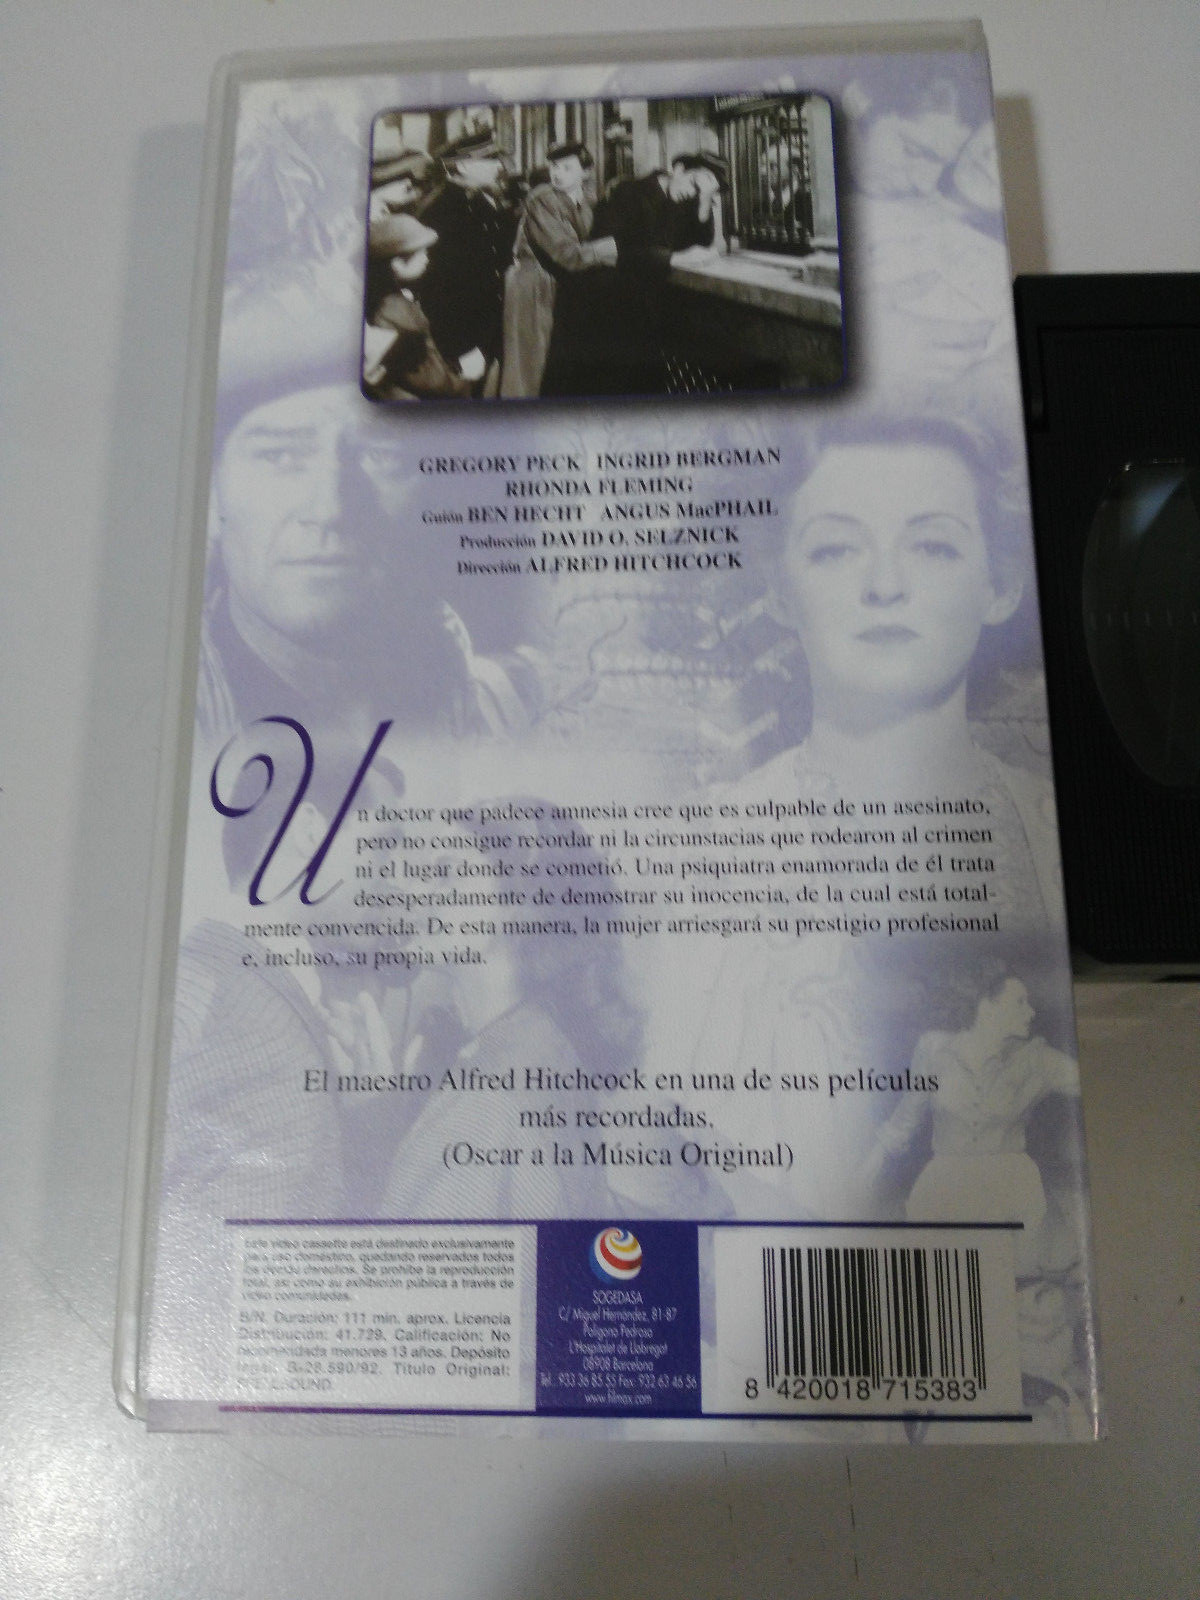 GREGORY PECK INGRID BERGMAN
RHONDA FLEMING
Guión BEN HECHT ANGUS MacPHAIL
Producción DAVID O. SELZNICK
Dirección ALFRED HITCHCOCK
Un doctor que padece amnesia cree que es culpable de un asesinato,
pero no consigue recordar ni la circunstacias que rodearon al crimen
ni el lugar donde se cometió. Una psiquiatra enamorada de él trata
desesperadamente de demostrar su inocencia, de la cual está total-
mente convencida. De esta manera, la mujer arriesgará su prestigio profesional
e, incluso, su propia vida.
El maestro Alfred Hitchcock en una de sus películas
más recordadas.
(Oscar a la Música Original)
Este video cassette está destinado exclusivamente
para uso doméstico, quedando reservados todos
los demás derechos. Se prohibe la reproducción
total, así como su exhibición pública a través de
video comunidades.
B/N. Duración: 111 min. aprox. Licencia
Distribución: 41.729. Calificación: No
recomendada menores 13 años. Depósito
legal: B-28.590/92. Título Original:
SPELLBOUND.
SOGEDASA
C/ Miguel Hernández, 81-87
Polígono Pedrosa
L'Hospitalet de Llobregat
08908 Barcelona
Tel.: 933 36 85 55 Fax: 932 63 46 56
www.filmax.com
8 420018 715383